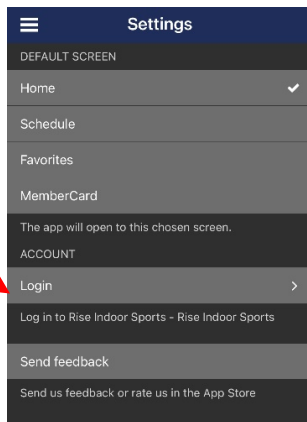 Settings
DEFAULT SCREEN
Home
Schedule
Favorites
MemberCard
The app will open to this chosen screen.
ACCOUNT
Login
Log in to Rise Indoor Sports - Rise Indoor Sports
Send feedback
Send us feedback or rate us in the App Store